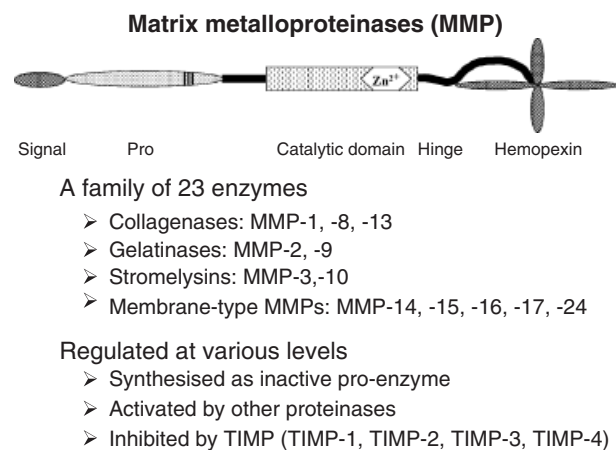 Matrix metalloproteinases (MMP)
Zn2+
Signal Pro Catalytic domain Hinge Hemopexin
A family of 23 enzymes
➢ Collagenases: MMP-1, -8, -13
➢ Gelatinases: MMP-2, -9
➢ Stromelysins: MMP-3,-10
➢ Membrane-type MMPs: MMP-14, -15, -16, -17, -24
Regulated at various levels
➢ Synthesised as inactive pro-enzyme
➢ Activated by other proteinases
➢ Inhibited by TIMP (TIMP-1, TIMP-2, TIMP-3, TIMP-4)